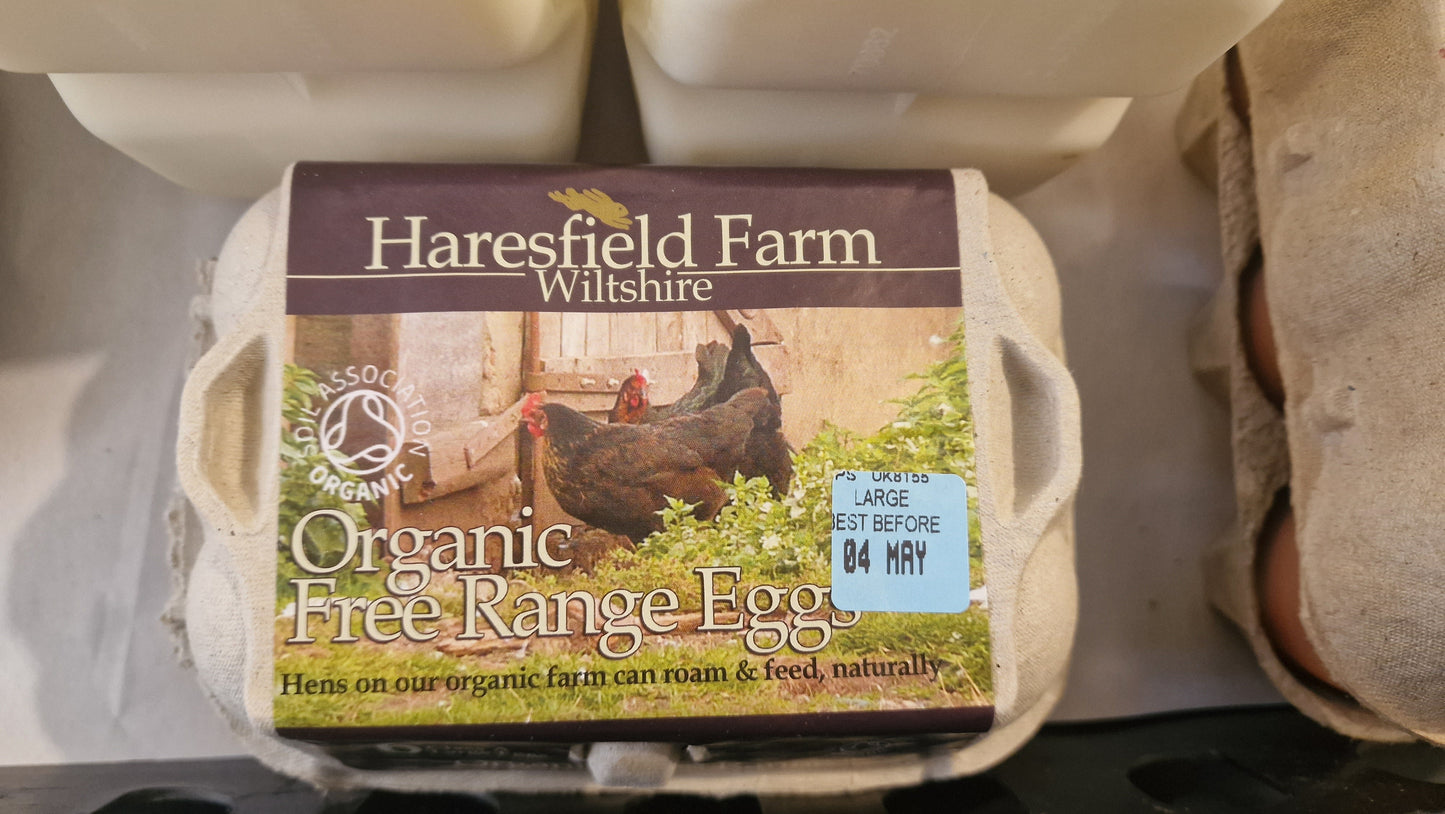 Haresfield Farm
Wiltshire
SOIL ASSOCIATION
ORGANIC
PS UK8155
LARGE
BEST BEFORE
04 MAY
Organic
Free Range Eggs
Hens on our organic farm can roam & feed, naturally